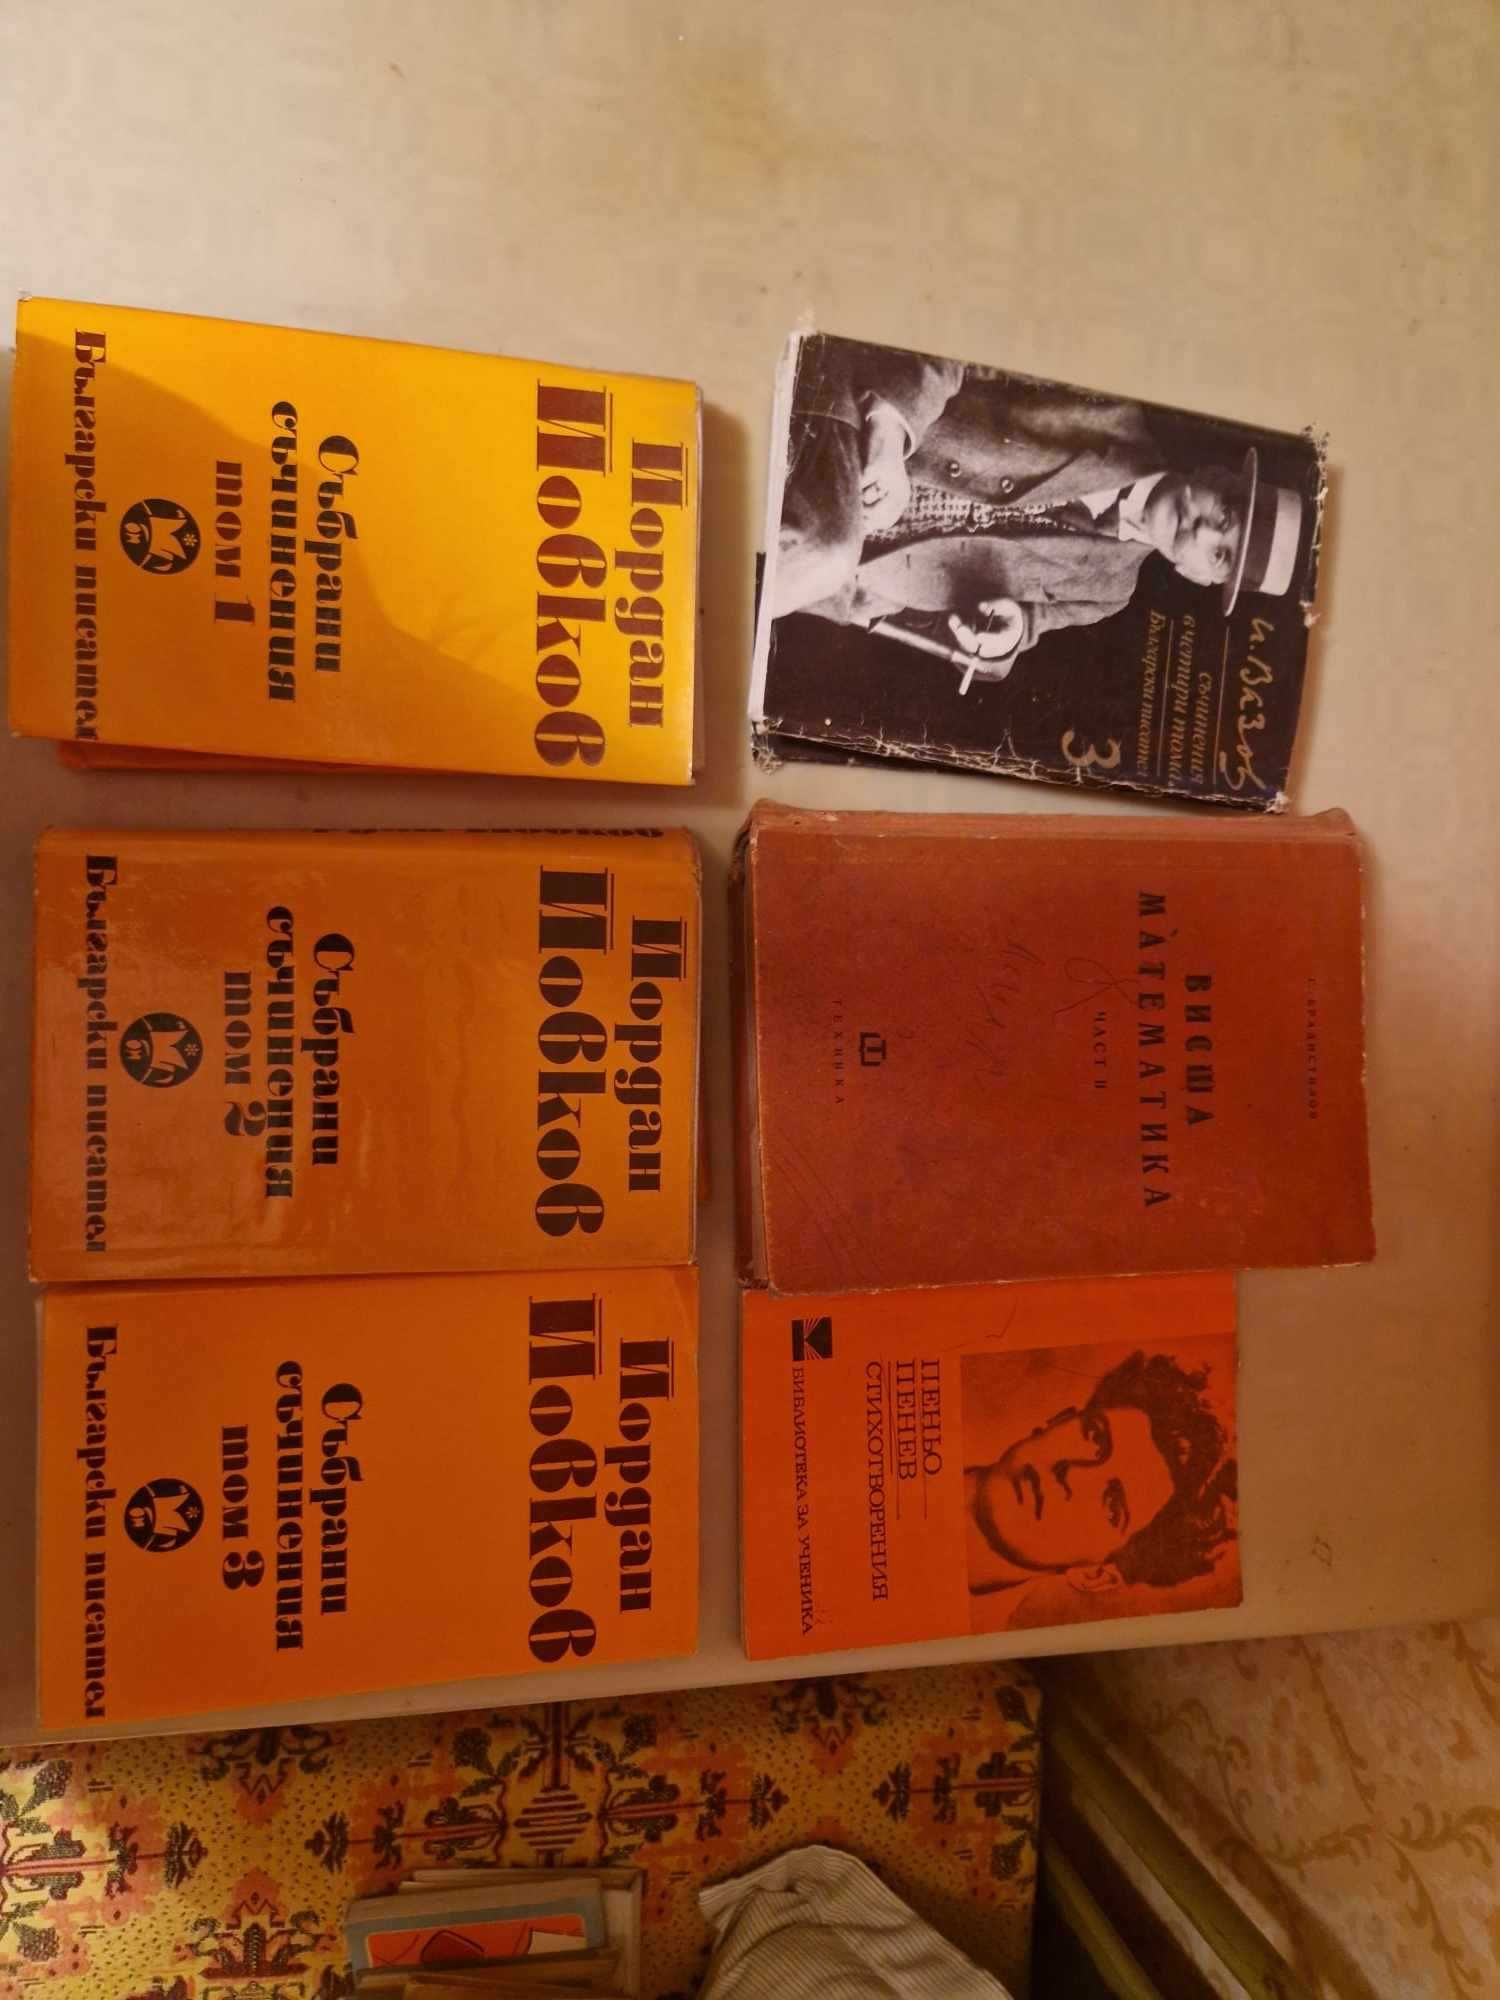 Йордан
Йовков
Събрани
съчинения
том 1
Български писател
Йордан
Йовков
Събрани
съчинения
том 2
Български писател
Йордан
Йовков
Събрани
съчинения
том 3
Български писател
И. Вазов
съчинения
в четири тома
Български писател
3
Г. БРАДИСТИЛОВ
ВИСША
МАТЕМАТИКА
ЧАСТ II
ТЕХНИКА
ПЕНЬО
ПЕНЕВ
СТИХОТВОРЕНИЯ
БИБЛИОТЕКА ЗА УЧЕНИКА